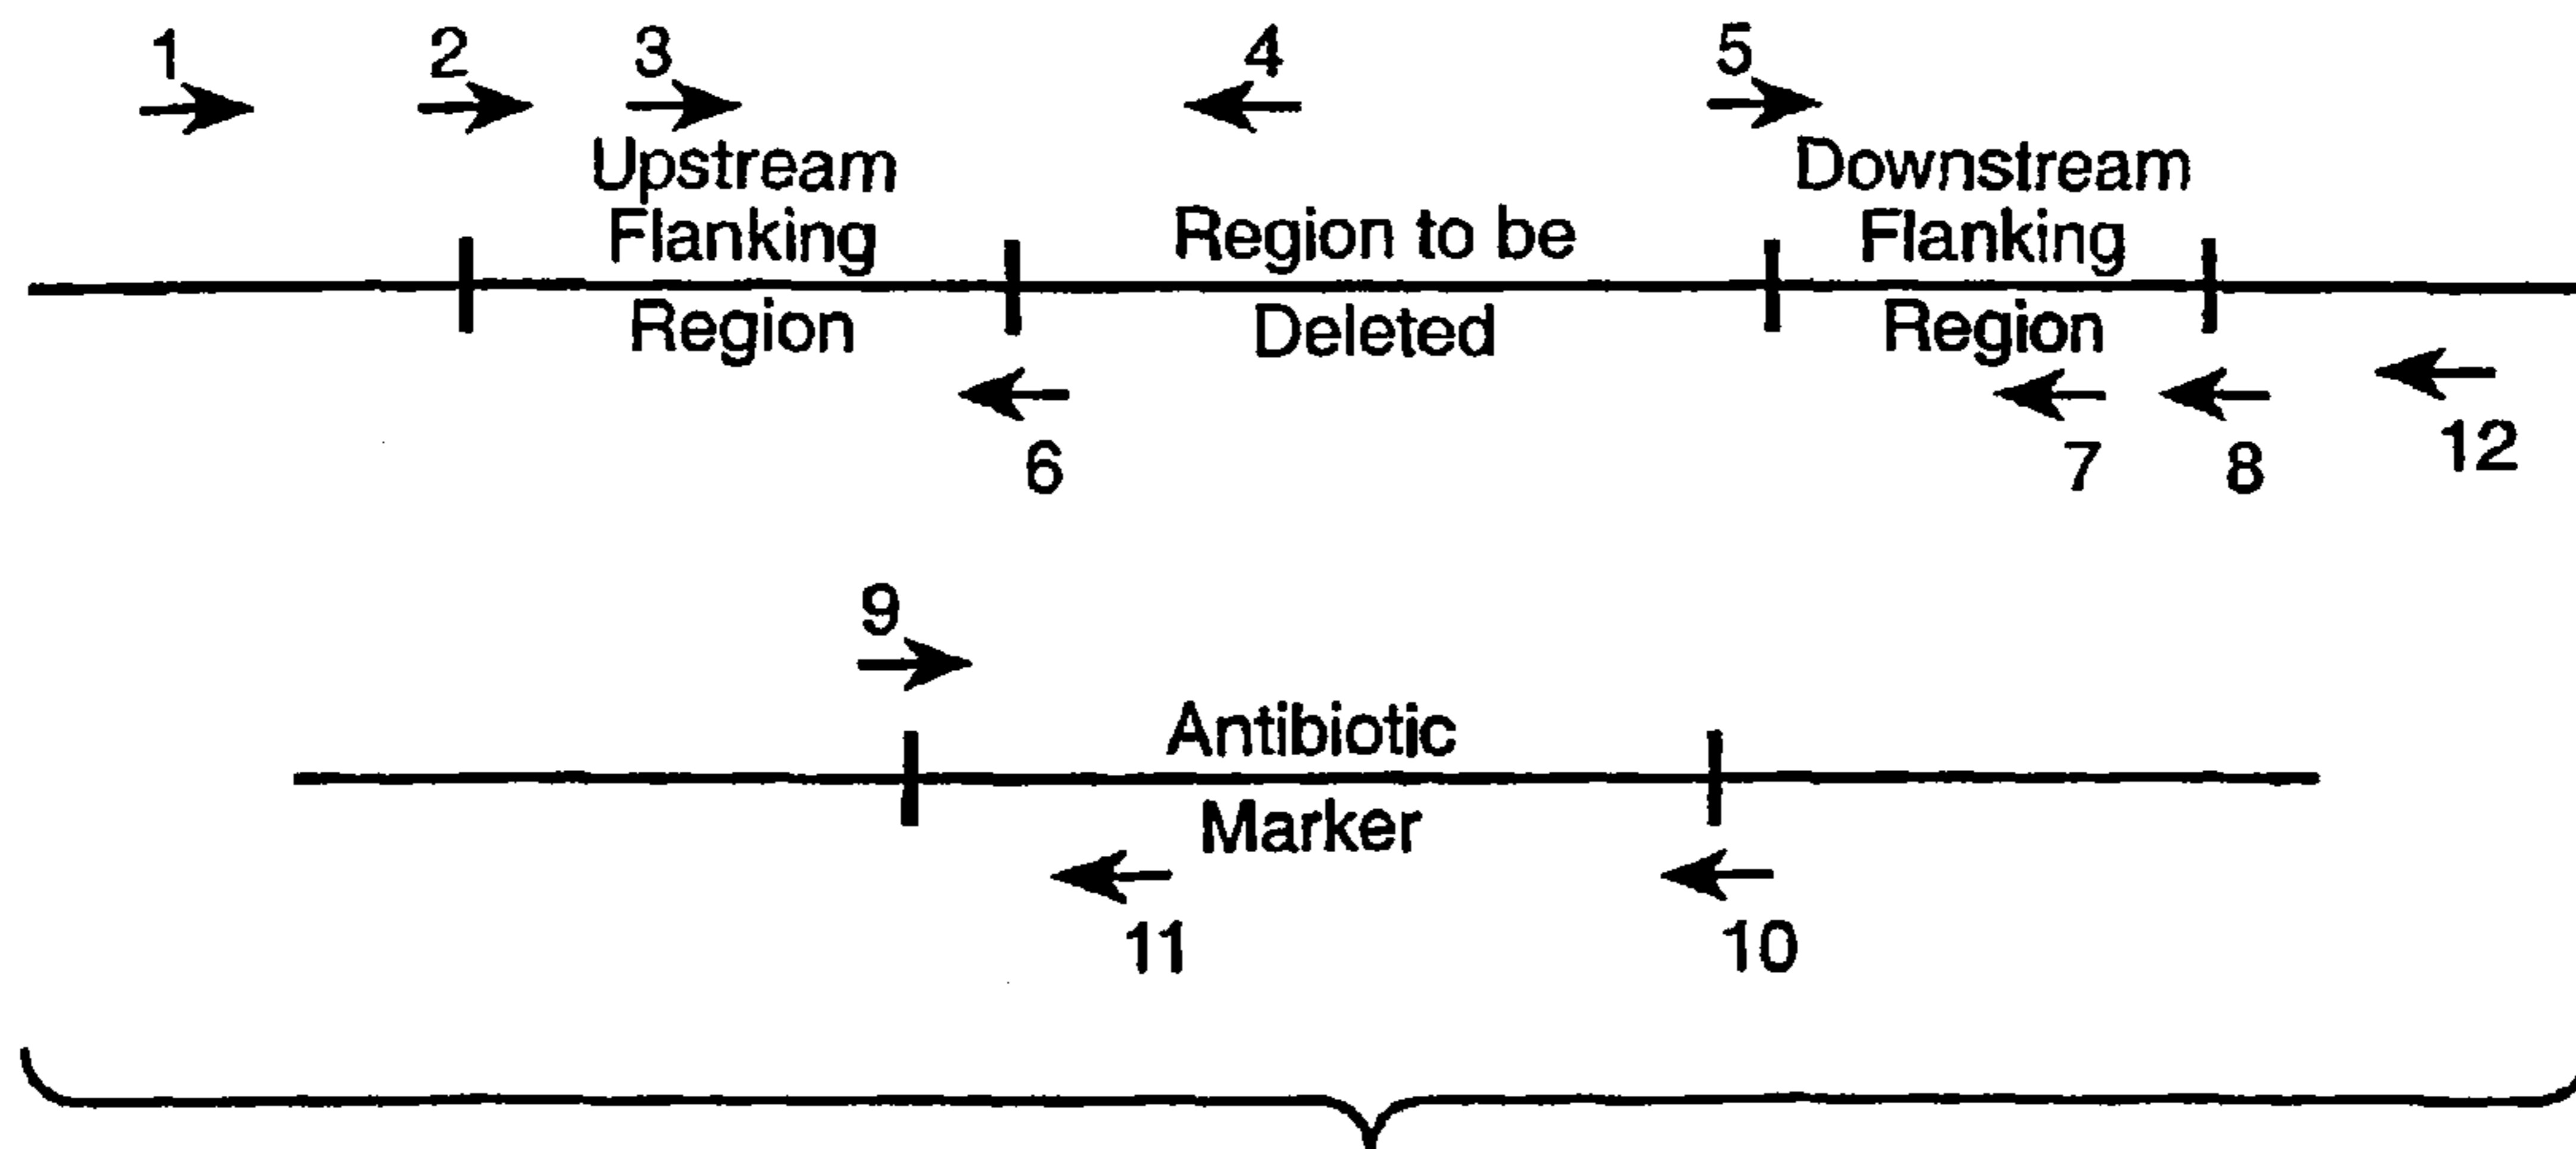 1 2 3 4 5
Upstream
Flanking
Region
Region to be
Deleted
Downstream
Flanking
Region
6 7 8 12
9
Antibiotic
Marker
11 10